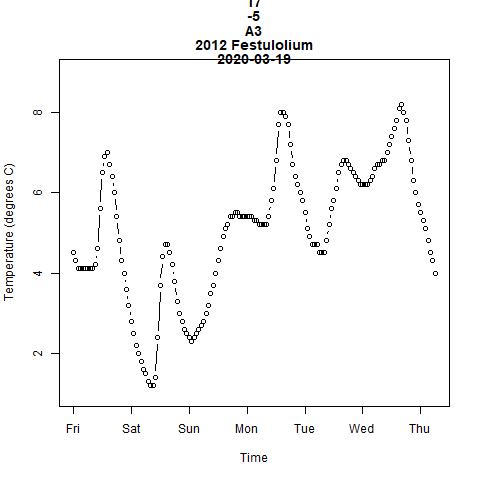 17
-5
A3
2012 Festulolium
2020-03-19
Temperature (degrees C)
8
6
4
2
Fri Sat Sun Mon Tue Wed Thu
Time